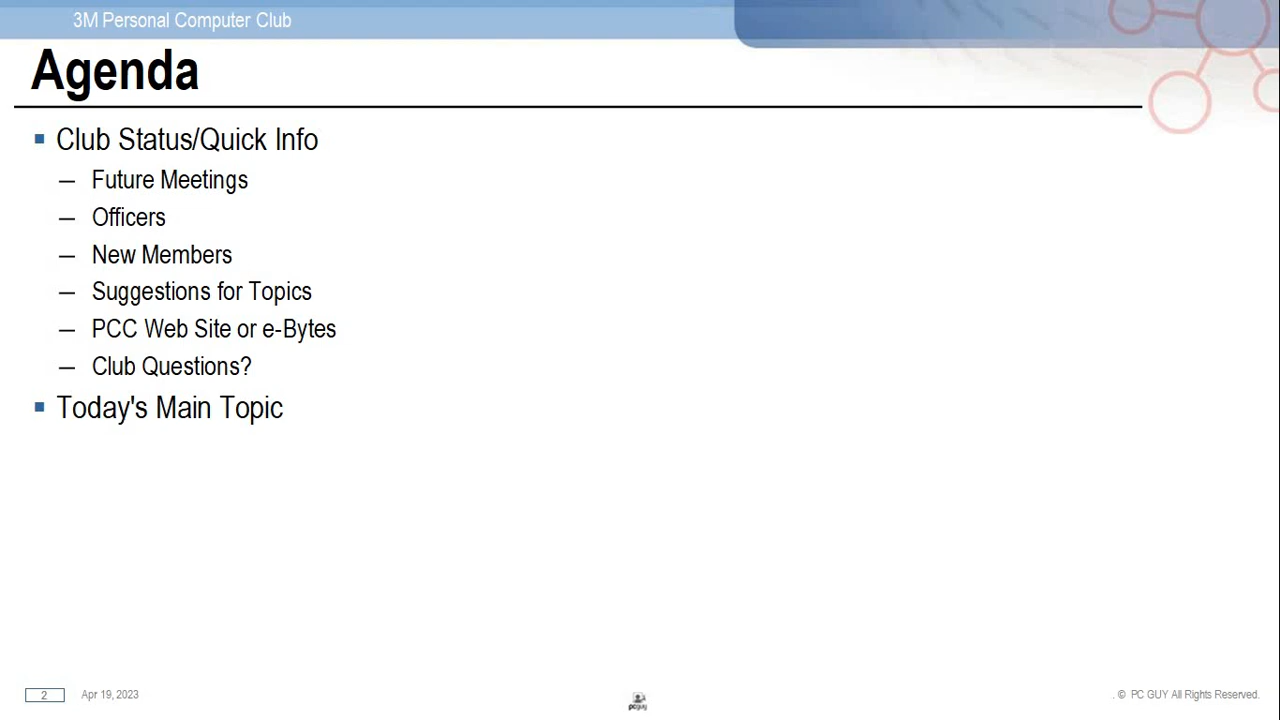 3M Personal Computer Club
Agenda
Club Status/Quick Info
— Future Meetings
— Officers
— New Members
— Suggestions for Topics
— PCC Web Site or e-Bytes
— Club Questions?
Today's Main Topic
2
Apr 19, 2023
pcguy
. © PC GUY All Rights Reserved.